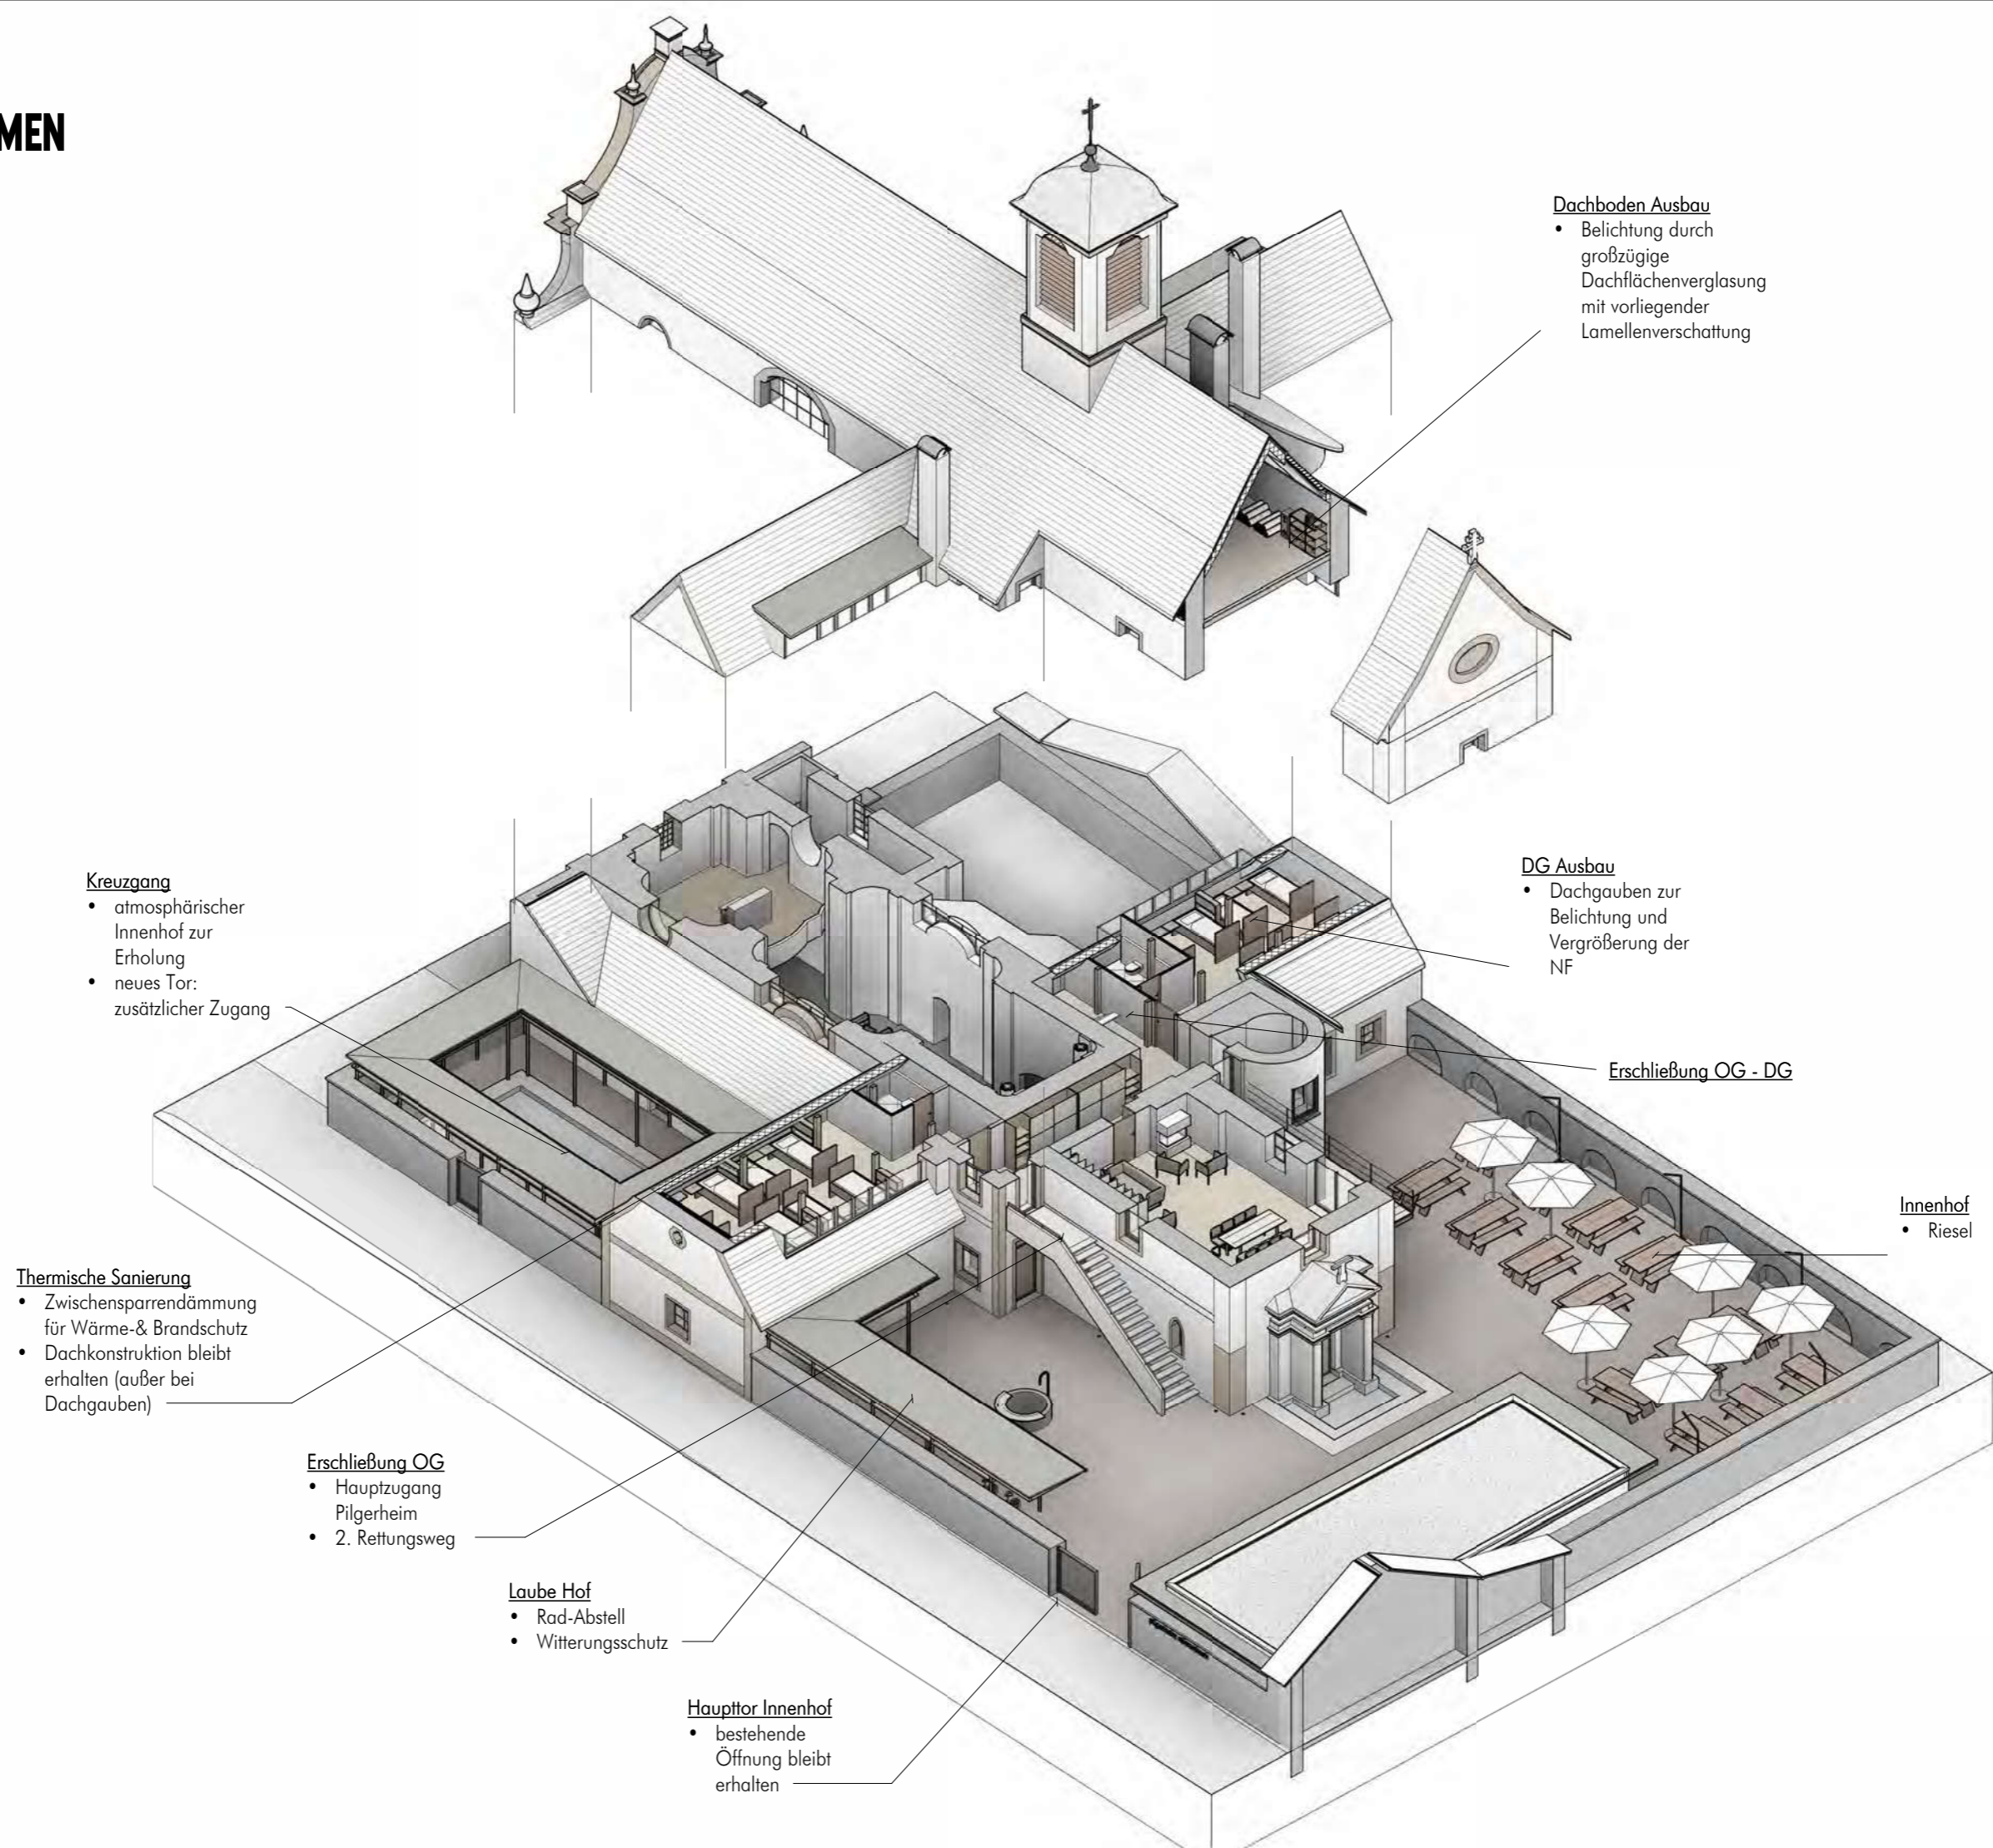 MEN
Dachboden Ausbau
• Belichtung durch
großzügige
Dachflächenverglasung
mit vorliegender
Lamellenverschattung
Kreuzgang
• atmosphärischer
Innenhof zur
Erholung
• neues Tor:
zusätzlicher Zugang
DG Ausbau
• Dachgauben zur
Belichtung und
Vergrößerung der
NF
Erschließung OG - DG
Innenhof
• Riesel
Thermische Sanierung
• Zwischensparrendämmung
für Wärme-& Brandschutz
• Dachkonstruktion bleibt
erhalten (außer bei
Dachgauben)
Erschließung OG
• Hauptzugang
Pilgerheim
• 2. Rettungsweg
Laube Hof
• Rad-Abstell
• Witterungsschutz
Haupttor Innenhof
• bestehende
Öffnung bleibt
erhalten